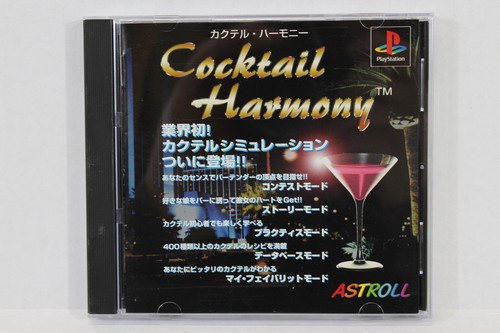 カクテル・ハーモニー
PlayStation
Cocktail
Harmony™
業界初!
カクテルシミュレーション
ついに登場!!
あなたのセンスでバーテンダーの頂点を目指せ!!
コンテストモード
好きな娘をバーに誘って彼女のハートをGet!!
ストーリーモード
カクテル初心者でも楽しく学べる
プラクティスモード
400種類以上のカクテルのレシピを満載
データベースモード
あなたにピッタリのカクテルがわかる
マイ・フェイバリットモード
ASTROLL